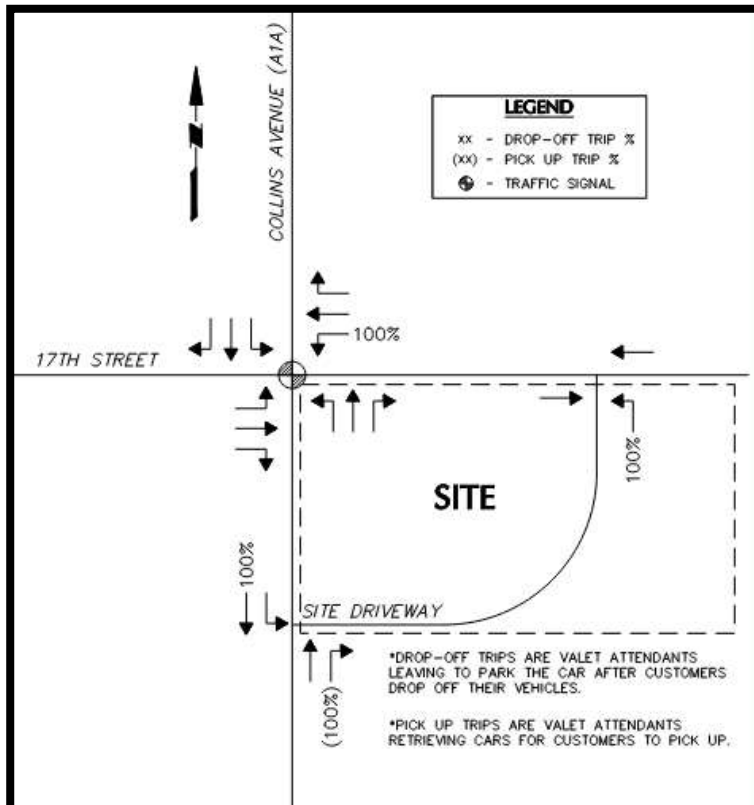 COLLINS AVENUE (A1A)
N
LEGEND
xx - DROP-OFF TRIP %
(xx) - PICK UP TRIP %
- TRAFFIC SIGNAL
17TH STREET
100%
100%
SITE
100%
SITE DRIVEWAY
(100%)
*DROP-OFF TRIPS ARE VALET ATTENDANTS
LEAVING TO PARK THE CAR AFTER CUSTOMERS
DROP OFF THEIR VEHICLES.
*PICK UP TRIPS ARE VALET ATTENDANTS
RETRIEVING CARS FOR CUSTOMERS TO PICK UP.